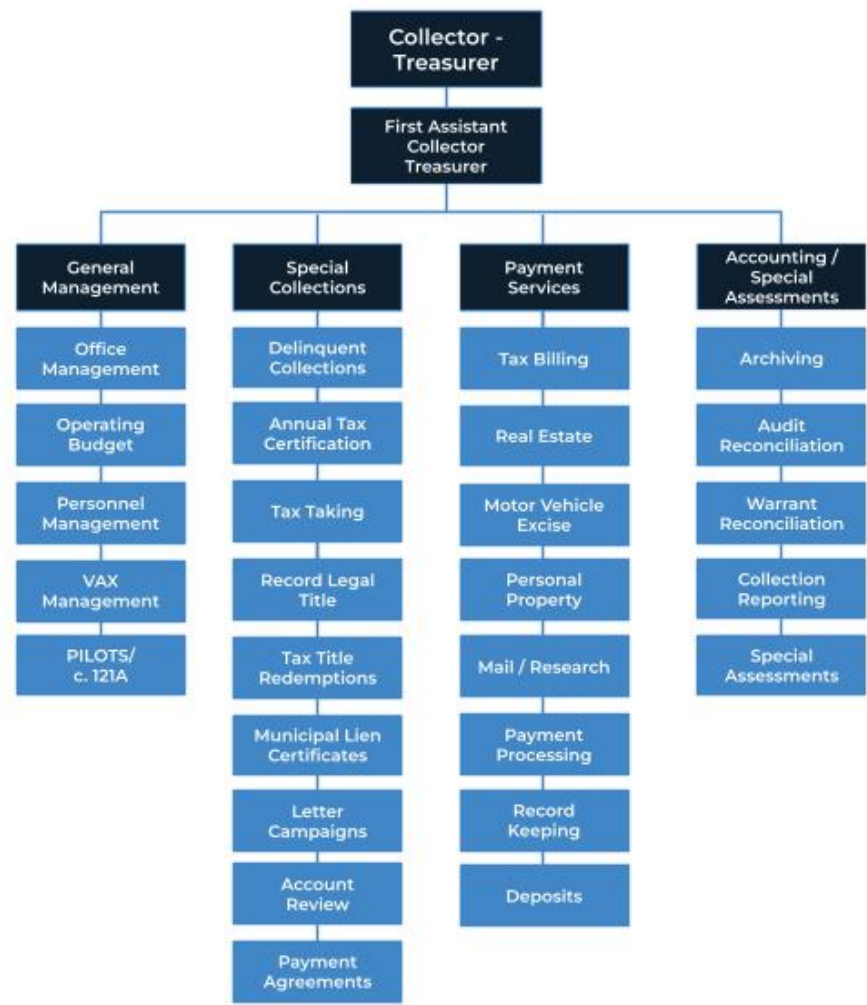 Collector -
Treasurer
First Assistant
Collector
Treasurer
General
Management
Office
Management
Operating
Budget
Personnel
Management
VAX
Management
PILOTS/
c. 121A
Special
Collections
Delinquent
Collections
Annual Tax
Certification
Tax Taking
Record Legal
Title
Tax Title
Redemptions
Municipal Lien
Certificates
Letter
Campaigns
Account
Review
Payment
Agreements
Payment
Services
Tax Billing
Real Estate
Motor Vehicle
Excise
Personal
Property
Mail / Research
Payment
Processing
Record
Keeping
Deposits
Accounting /
Special
Assessments
Archiving
Audit
Reconciliation
Warrant
Reconciliation
Collection
Reporting
Special
Assessments